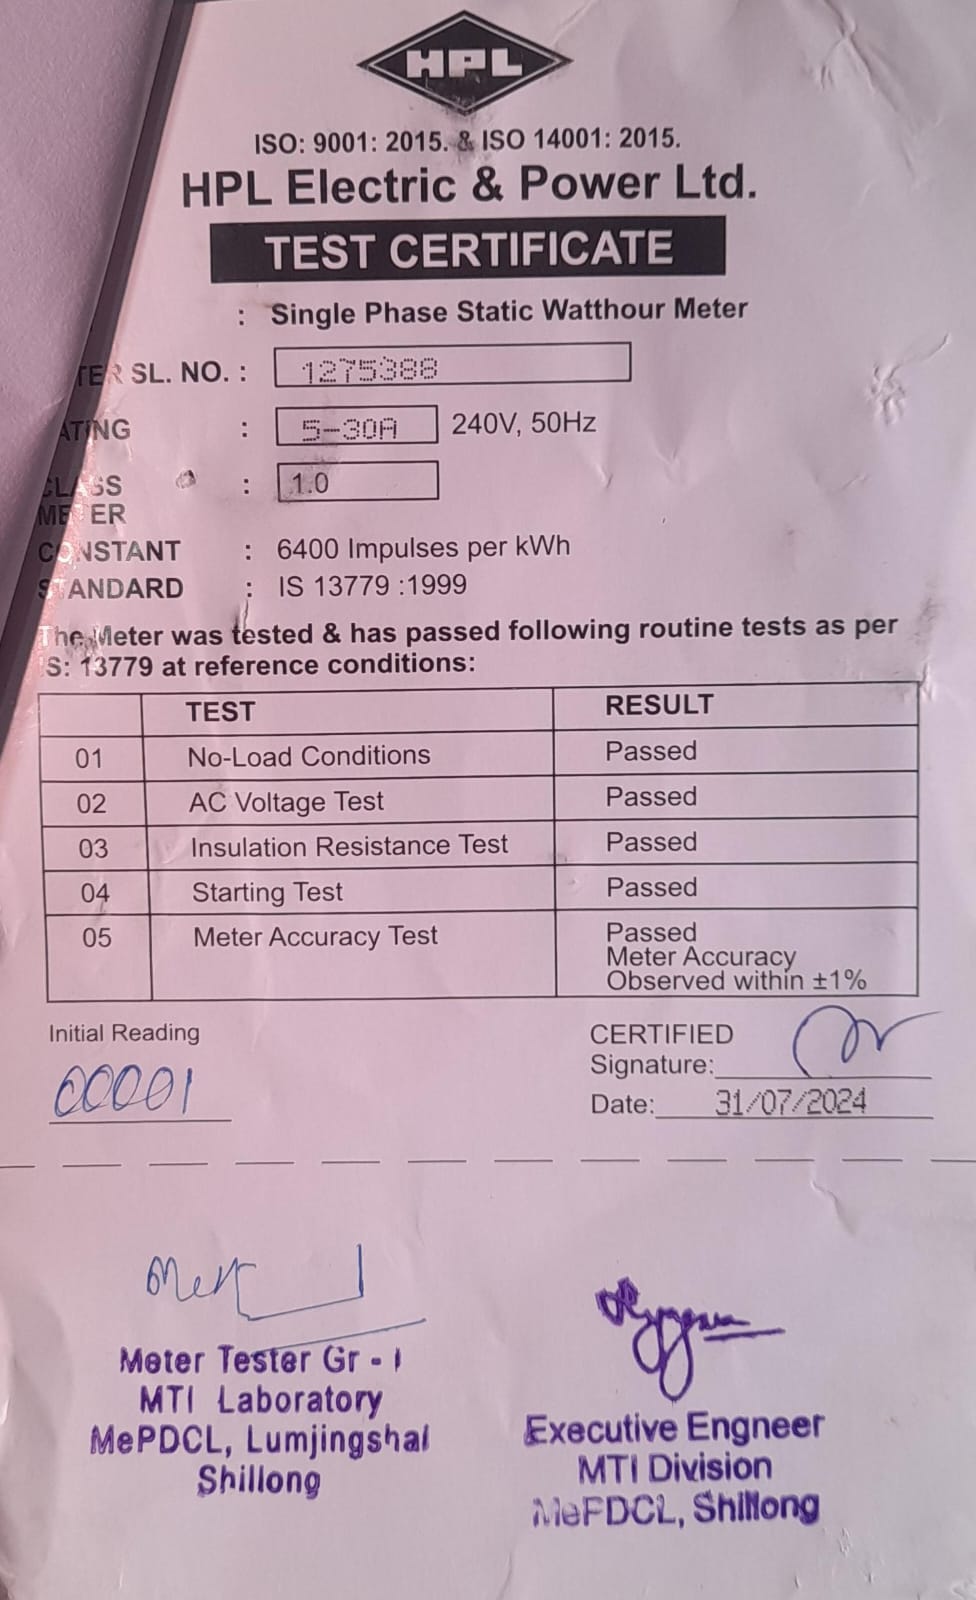 HPL
ISO: 9001: 2015. & ISO 14001: 2015.
HPL Electric & Power Ltd.
TEST CERTIFICATE
: Single Phase Static Watthour Meter
TER SL. NO. : 1275388
ATING : 5-30A 240V, 50Hz
CLASS : 1.0
METER
CONSTANT : 6400 Impulses per kWh
STANDARD : IS 13779 :1999
The Meter was tested & has passed following routine tests as per
S: 13779 at reference conditions:
TEST RESULT
01 No-Load Conditions Passed
02 AC Voltage Test Passed
03 Insulation Resistance Test Passed
04 Starting Test Passed
05 Meter Accuracy Test Passed
Meter Accuracy
Observed within ±1%
Initial Reading
00001
CERTIFIED
Signature:
Date: 31/07/2024
Meter Tester Gr - I
MTI Laboratory
MePDCL, Lumjingshai
Shillong
Executive Engneer
MTI Division
MePDCL, Shillong